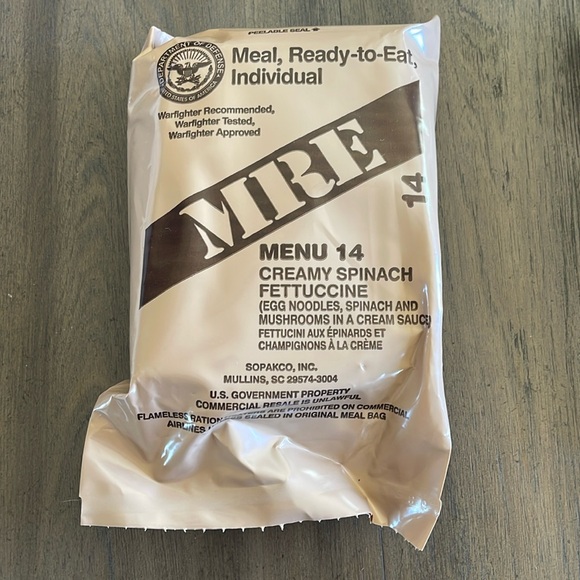 PEELABLE SEAL
DEPARTMENT OF DEFENSE
UNITED STATES OF AMERICA
Meal, Ready-to-Eat,
Individual
Warfighter Recommended,
Warfighter Tested,
Warfighter Approved
MRE
14
MENU 14
CREAMY SPINACH
FETTUCCINE
(EGG NOODLES, SPINACH AND
MUSHROOMS IN A CREAM SAUCE)
FETTUCINI AUX ÉPINARDS ET
CHAMPIGNONS À LA CRÈME
SOPAKCO, INC.
MULLINS, SC 29574-3004
U.S. GOVERNMENT PROPERTY
COMMERCIAL RESALE IS UNLAWFUL
FLAMELESS RATION ARE PROHIBITED ON COMMERCIAL
AIRLINES SEALED IN ORIGINAL MEAL BAG